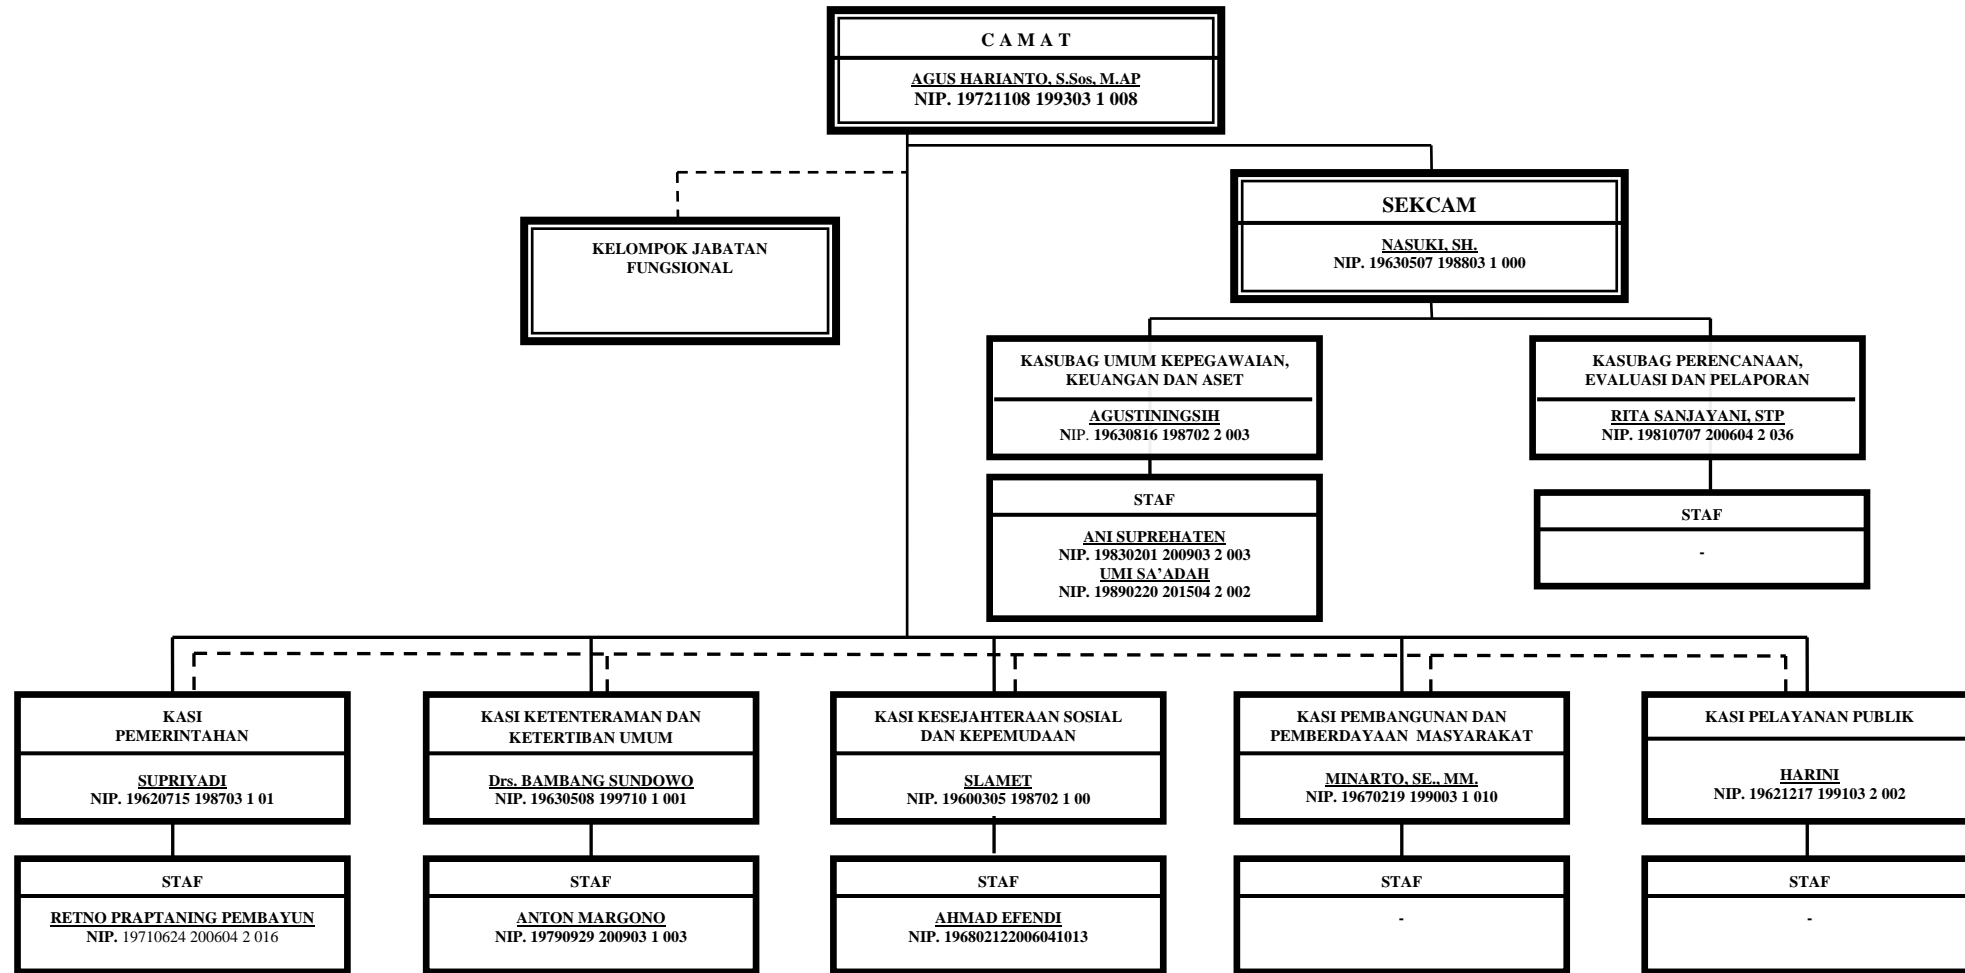 C A M A T
AGUS HARIANTO, S.Sos, M.AP
NIP. 19721108 199303 1 008
SEKCAM
NASUKI, SH.
NIP. 19630507 198803 1 000
KELOMPOK JABATAN
FUNGSIONAL
KASUBAG UMUM KEPEGAWAIAN,
KEUANGAN DAN ASET
AGUSTININGSIH
NIP. 19630816 198702 2 003
KASUBAG PERENCANAAN,
EVALUASI DAN PELAPORAN
RITA SANJAYANI, STP
NIP. 19810707 200604 2 036
STAF
ANI SUPREHATEN
NIP. 19830201 200903 2 003
UMI SA’ADAH
NIP. 19890220 201504 2 002
STAF
-
KASI
PEMERINTAHAN
SUPRIYADI
NIP. 19620715 198703 1 01
KASI KETENTERAMAN DAN
KETERTIBAN UMUM
Drs. BAMBANG SUNDOWO
NIP. 19630508 199710 1 001
KASI KESEJAHTERAAN SOSIAL
DAN KEPEMUDAAN
SLAMET
NIP. 19600305 198702 1 00
KASI PEMBANGUNAN DAN
PEMBERDAYAAN  MASYARAKAT
MINARTO, SE., MM.
NIP. 19670219 199003 1 010
KASI PELAYANAN PUBLIK
HARINI
NIP. 19621217 199103 2 002
STAF
RETNO PRAPTANING PEMBAYUN
NIP. 19710624 200604 2 016
STAF
ANTON MARGONO
NIP. 19790929 200903 1 003
STAF
AHMAD EFENDI
NIP. 196802122006041013
STAF
-
STAF
-